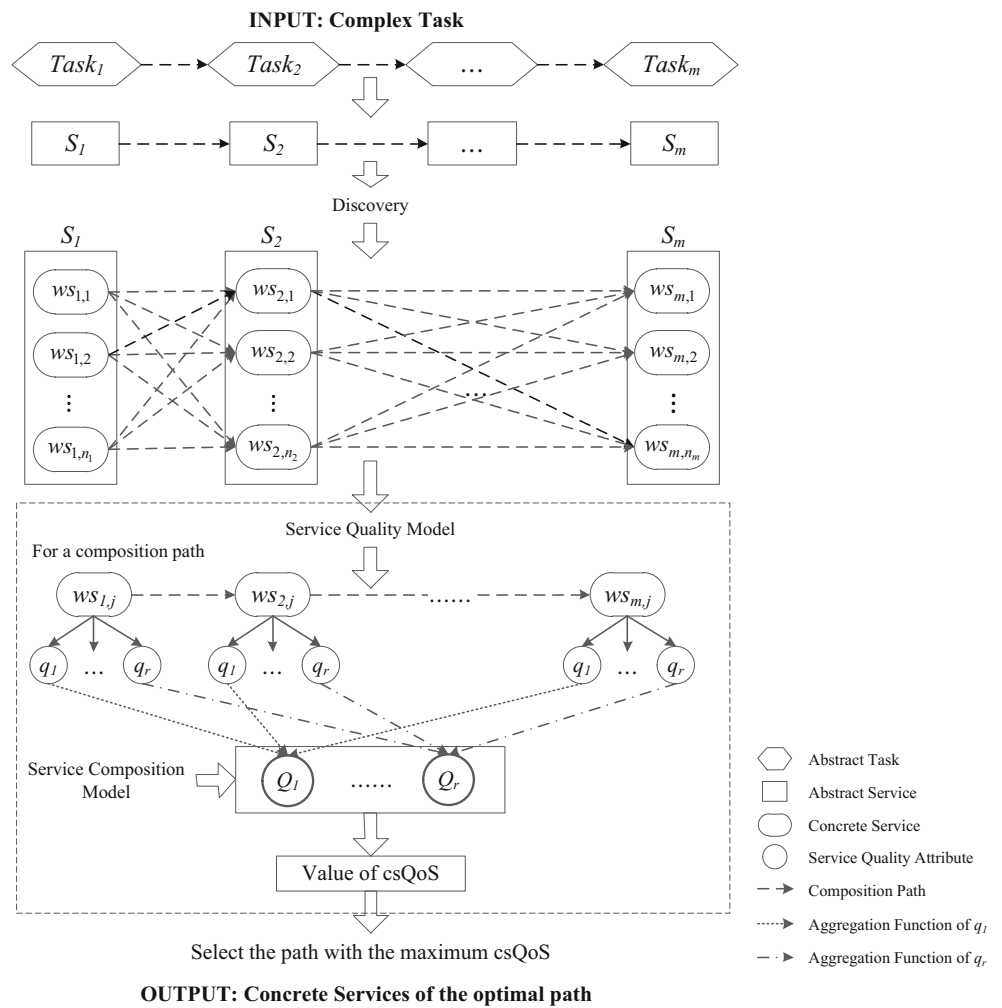 INPUT: Complex Task
Task₁ Task₂ ... Taskₘ
S₁ S₂ ... Sₘ
Discovery
S₁ S₂ Sₘ
ws₁,₁ ws₂,₁ wsₘ,₁
ws₁,₂ ws₂,₂ wsₘ,₂
... 
ws₁,n₁ ws₂,n₂ wsₘ,nₘ
Service Quality Model
For a composition path
ws₁,j ws₂,j ...... wsₘ,j
q₁ ... qᵣ q₁ ... qᵣ q₁ ... qᵣ
Service Composition
Model
Q₁ ...... Qᵣ
Value of csQoS
Select the path with the maximum csQoS
OUTPUT: Concrete Services of the optimal path
Abstract Task
Abstract Service
Concrete Service
Service Quality Attribute
Composition Path
Aggregation Function of q₁
Aggregation Function of qᵣ